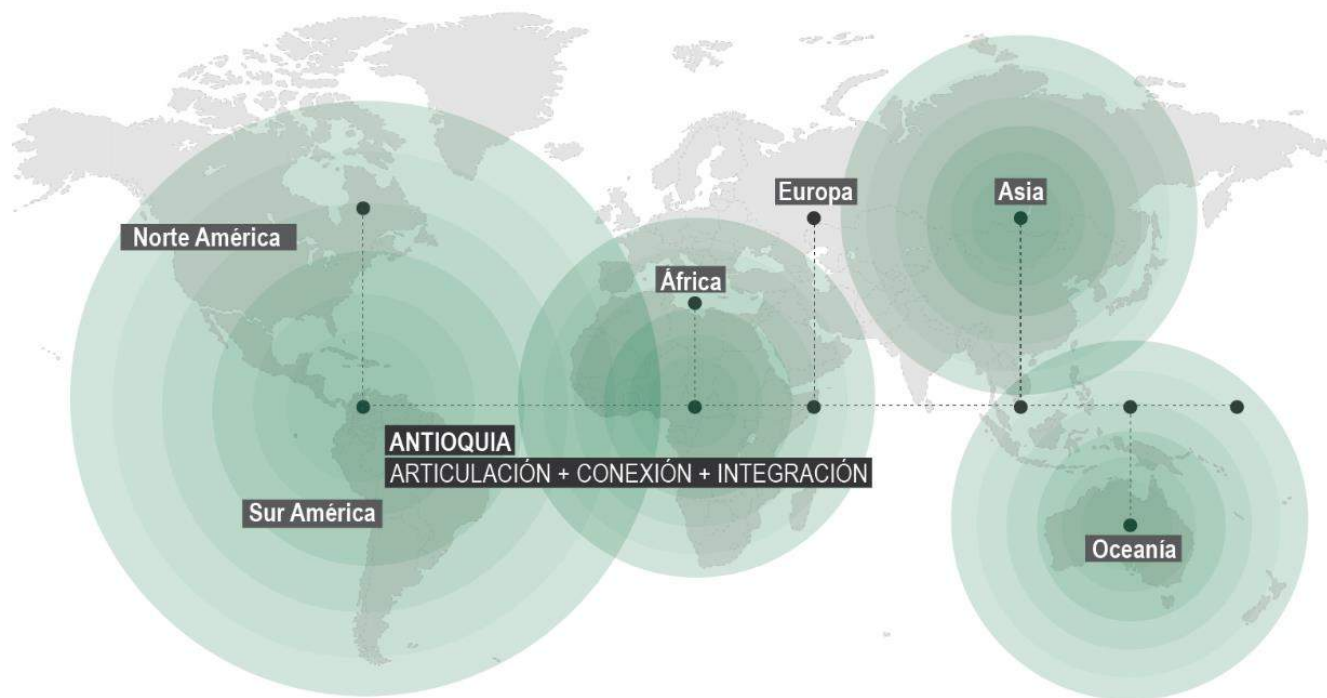 Europa
Asia
Norte América
África
ANTIOQUIA
ARTICULACIÓN + CONEXIÓN + INTEGRACIÓN
Sur América
Oceanía